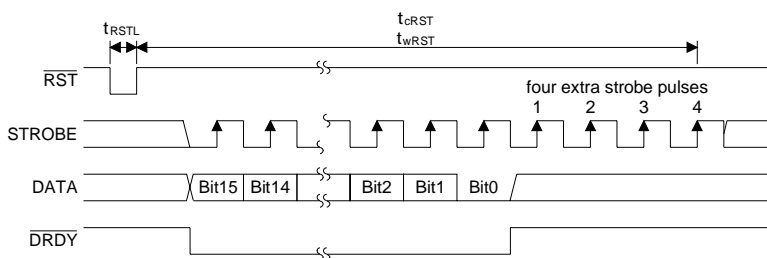 tRSTL
tcRST
twRST
RST
four extra strobe pulses
1 2 3 4
STROBE
DATA
Bit15 Bit14 Bit2 Bit1 Bit0
DRDY